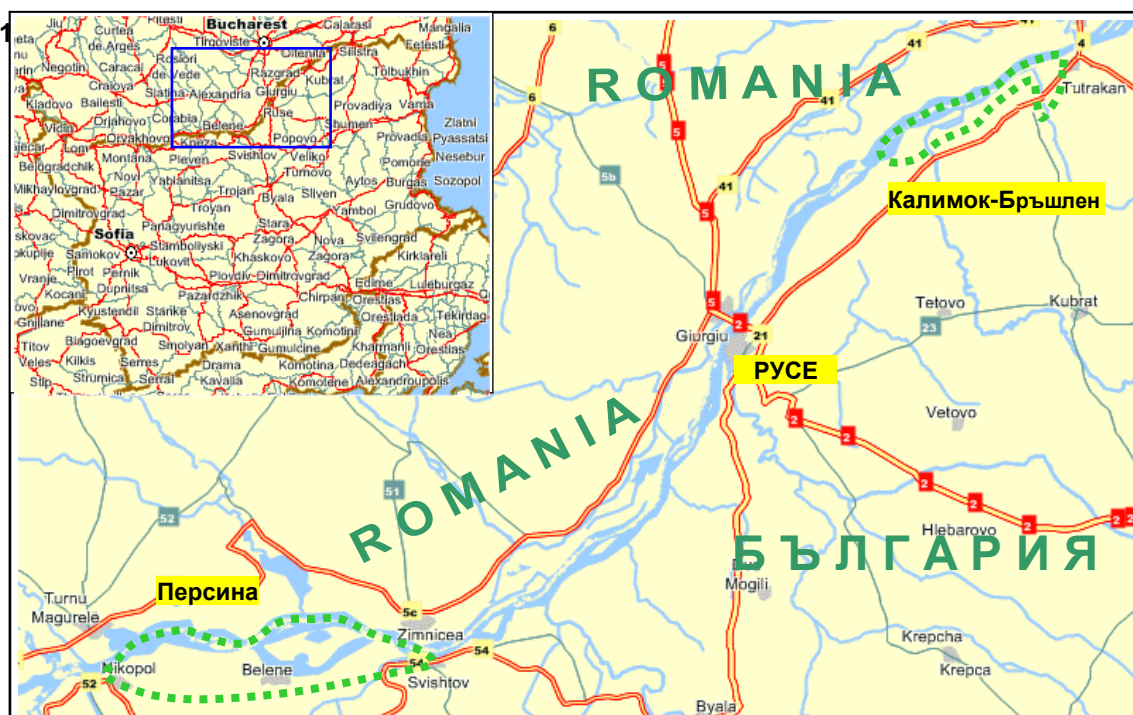 1
Bucharest
Pitesti
Calarasi
Mangalia
Curtea
de Arges
Tirgoviste
Oltenita
Silistra
Fetesti
Negotin
Caracal
Rosiori
de Vede
Razgrad
Kubrat
Tolbukhin
Craiova
Slatina
Alexandria
Giurgiu
Kladovo
Bailesti
Corabia
Ruse
Provadiya
Varna
Vidin
Orjahovo
Belene
Shumen
Zlatni
Oryakhovo
Kneza
Popovo
Provadia
Pyassatsi
Lom
Montana
Pleven
Svishtov
Veliko
Pomorie
Nesebur
Belogradchik
Novi
Yablanitsa
Turnovo
Aytos
Burgas
Sozopol
Mikhaylovgrad
Pazar
Trojan
Sliven
Dimitrovgrad
Troyan
Byala
Yambol
Grudovo
Sofia
Panagyurishte
Stara
Stamboliyski
Zagora
Nova
Svilengrad
Samokov
Lukovit
Khaskovo
Zagora
Kirklareli
Pirot
Pernik
Vranje
Dupnitsa
Plovdiv
Dimitrovgrad
Edirne
Luleburgaz
Kocani
Pazardzhik
Chirpan
Orestias
Kyustendil
Stanke
Asenovgrad
Orestiada
Tekirdag
Gnjilane
Dimitrov
Gumuljina
Komotini
Nea
Titov
Blagoevgrad
Smolyan
Xanthi
Gumulcine
Kharmanli
Orestias
Veles
Kilkis
Serres
Drama
Komotina
Dedeagach
Stip
Strumica
Serrai
Kavalla
Komotene
Alexandroupolis
6
41
4
5
ROMANIA
6
41
Tutrakan
5
5b
41
Калимок-Бръшлен
5
5
Tetovo
Kubrat
2
Giurgiu
21
23
РУСЕ
ROMANIA
2
Vetovo
2
51
2
52
2
2
2
2
Hlebarovo
БЪЛГАРИЯ
Mogili
Персина
Turnu
Magurele
5c
Zimnicea
Krepcha
54
54
Nikopol
Belene
Krepca
52
Svishtov
Byala